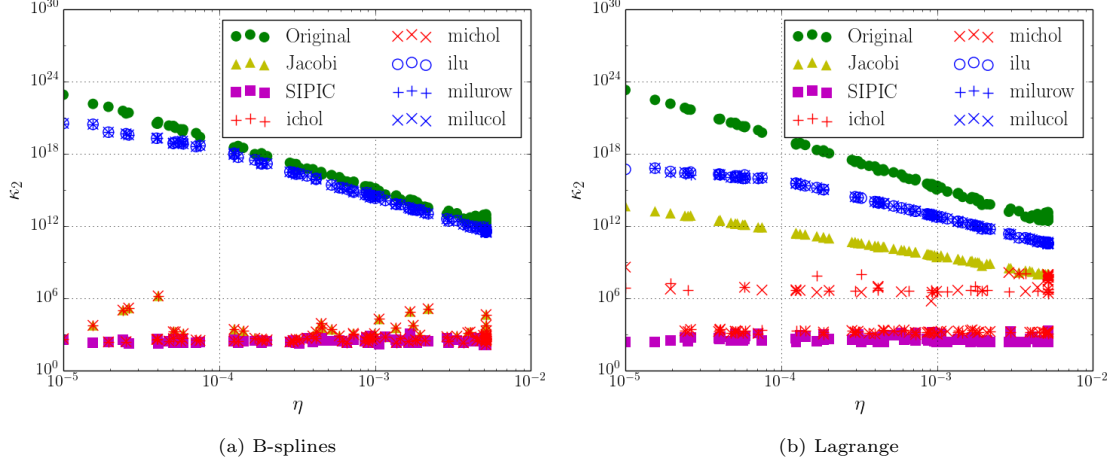 10^30
10^24
10^18
10^12
10^6
10^0
κ_2
10^-5
10^-4
10^-3
10^-2
η
Original
Jacobi
SIPIC
ichol
michol
ilu
milurow
milucol
(a) B-splines
10^30
10^24
10^18
10^12
10^6
10^0
κ_2
10^-5
10^-4
10^-3
10^-2
η
Original
Jacobi
SIPIC
ichol
michol
ilu
milurow
milucol
(b) Lagrange